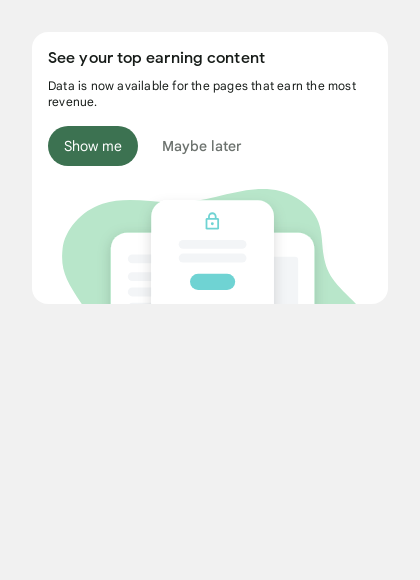 See your top earning content
Data is now available for the pages that earn the most
revenue.
Show me
Maybe later